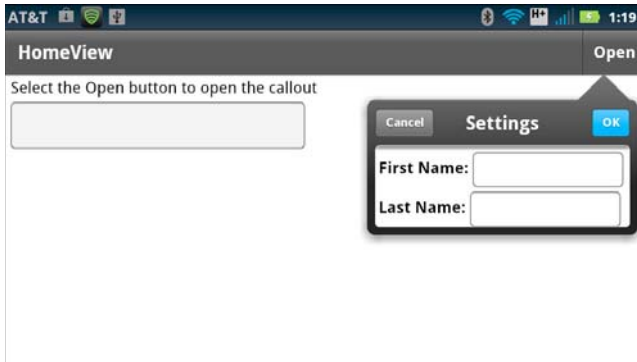 AT&T H+ 1:19
HomeView Open
Select the Open button to open the callout
Cancel Settings OK
First Name:
Last Name: